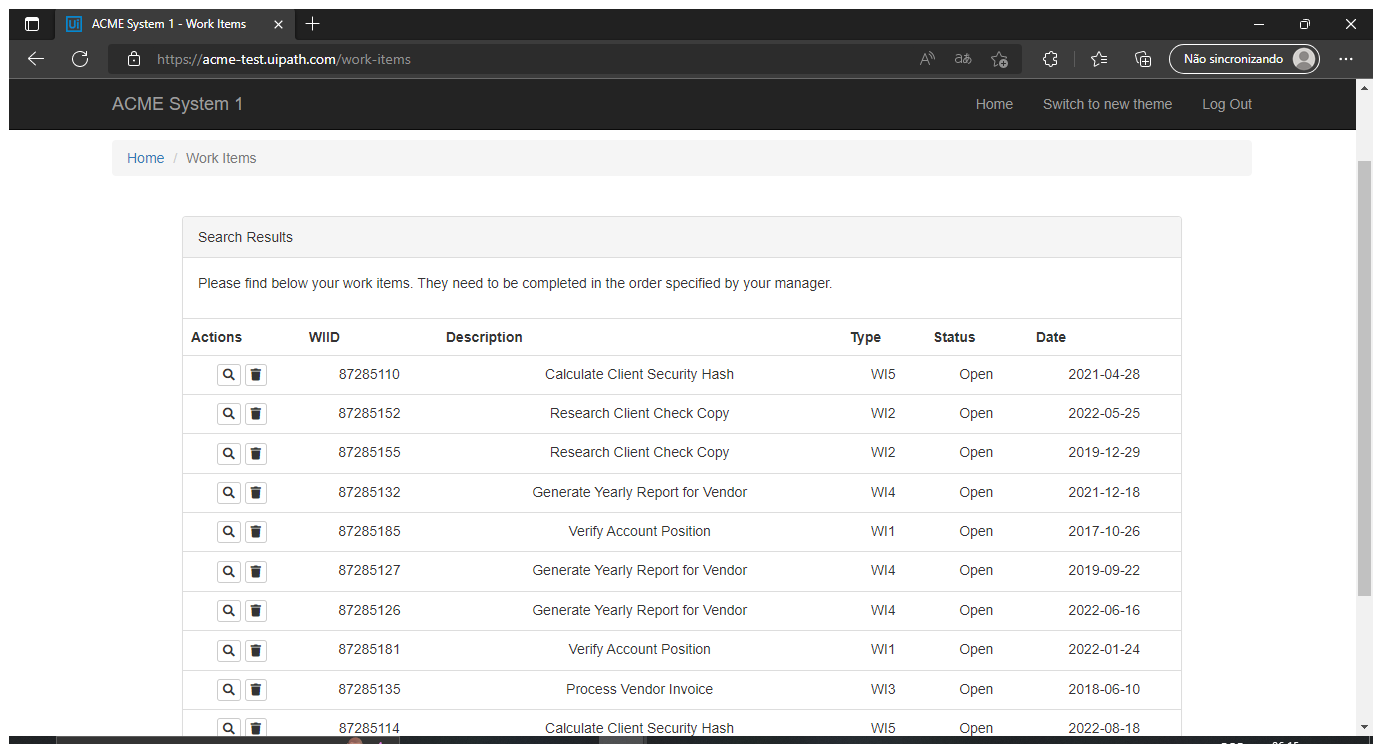 ACME System 1 - Work Items
https://acme-test.uipath.com/work-items
Não sincronizando
ACME System 1 Home Switch to new theme Log Out
Home / Work Items
Search Results
Please find below your work items. They need to be completed in the order specified by your manager.
Actions WIID Description Type Status Date
87285110 Calculate Client Security Hash WI5 Open 2021-04-28
87285152 Research Client Check Copy WI2 Open 2022-05-25
87285155 Research Client Check Copy WI2 Open 2019-12-29
87285132 Generate Yearly Report for Vendor WI4 Open 2021-12-18
87285185 Verify Account Position WI1 Open 2017-10-26
87285127 Generate Yearly Report for Vendor WI4 Open 2019-09-22
87285126 Generate Yearly Report for Vendor WI4 Open 2022-06-16
87285181 Verify Account Position WI1 Open 2022-01-24
87285135 Process Vendor Invoice WI3 Open 2018-06-10
87285114 Calculate Client Security Hash WI5 Open 2022-08-18